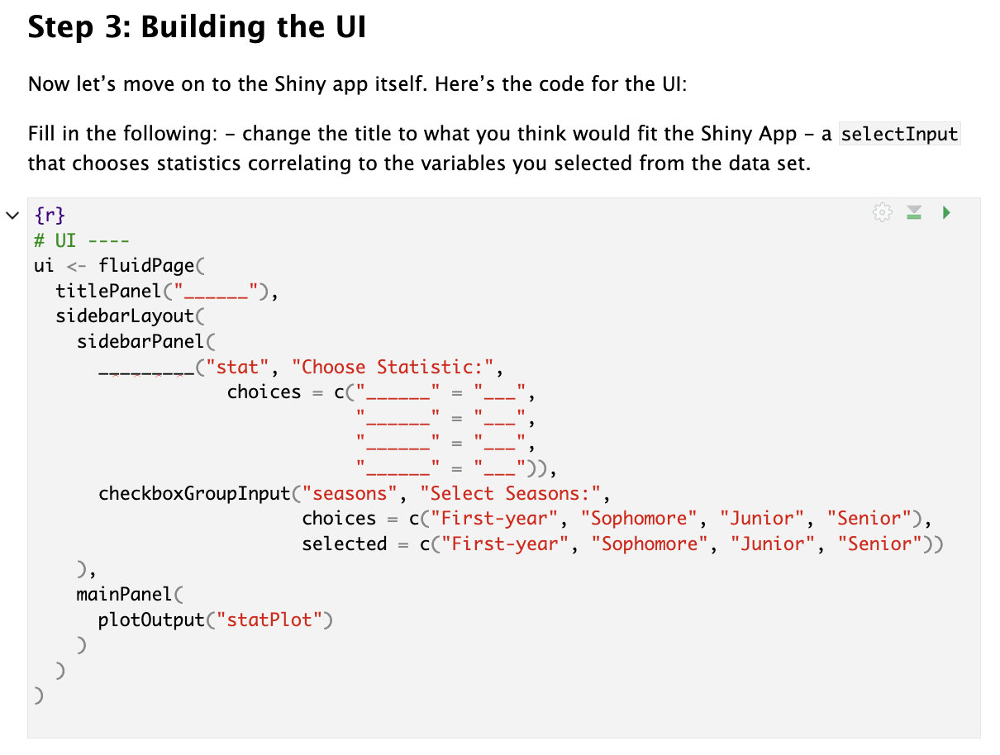 Step 3: Building the UI
Now let’s move on to the Shiny app itself. Here’s the code for the UI:
Fill in the following: – change the title to what you think would fit the Shiny App – a selectInput
that chooses statistics correlating to the variables you selected from the data set.
{r}
# UI ----
ui <- fluidPage(
  titlePanel("______"),
  sidebarLayout(
    sidebarPanel(
      _________("stat", "Choose Statistic:",
                  choices = c("______" = "___",
                              "______" = "___",
                              "______" = "___",
                              "______" = "___")),
      checkboxGroupInput("seasons", "Select Seasons:",
                         choices = c("First-year", "Sophomore", "Junior", "Senior"),
                         selected = c("First-year", "Sophomore", "Junior", "Senior"))
    ),
    mainPanel(
      plotOutput("statPlot")
    )
  )
)